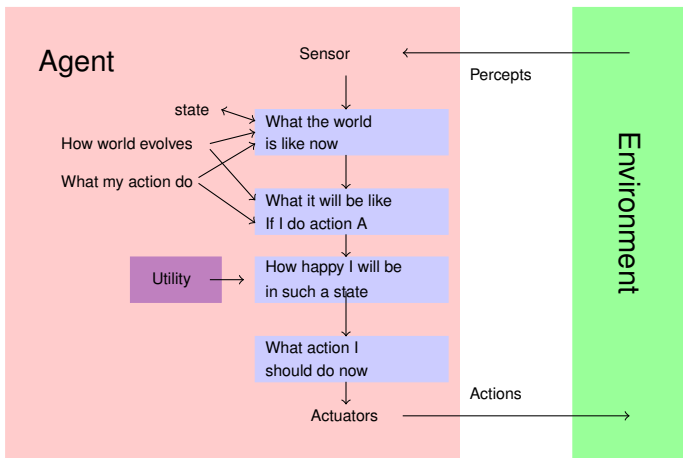 Agent
Sensor
Percepts
state
What the world
is like now
How world evolves
What my action do
What it will be like
If I do action A
Utility
How happy I will be
in such a state
What action I
should do now
Actuators
Actions
Environment